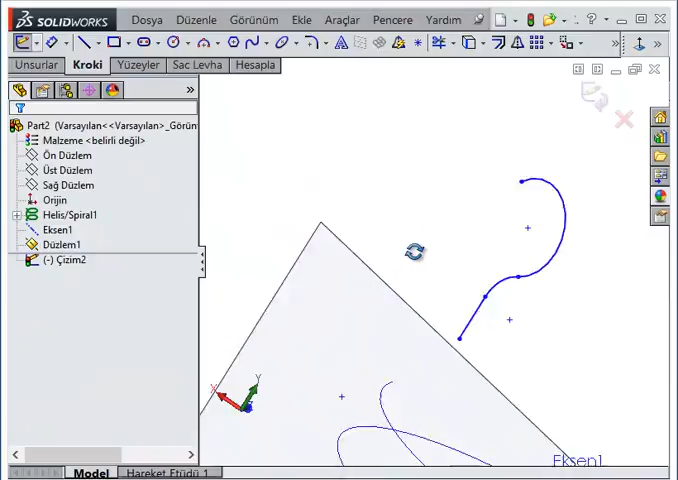 SOLIDWORKS Dosya Düzenle Görünüm Ekle Araçlar Pencere Yardım
Unsurlar Kroki Yüzeyler Sac Levha Hesapla
Part2 (Varsayılan<<Varsayılan>_Görün
Malzeme <belirli değil>
Ön Düzlem
Üst Düzlem
Sağ Düzlem
Orijin
Helis/Spiral1
Eksen1
Düzlem1
(-) Çizim2
X
Y
Eksen1
Model Hareket Etüdü 1